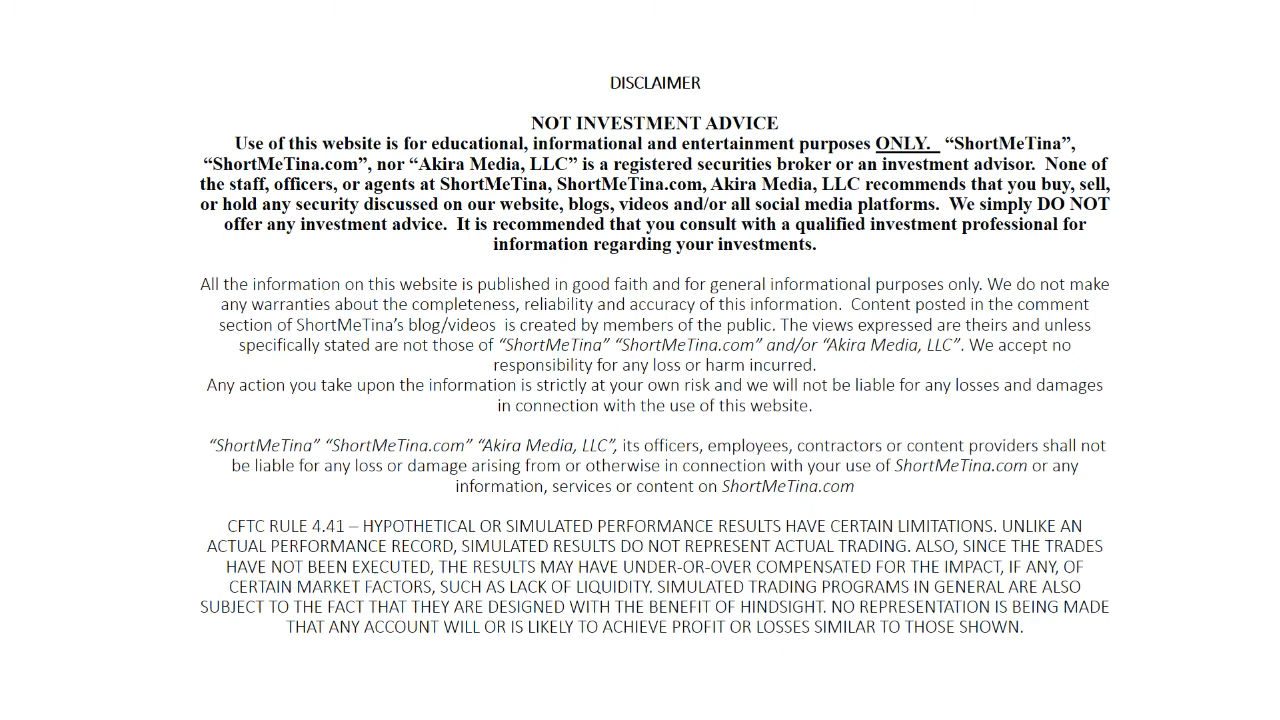 DISCLAIMER
NOT INVESTMENT ADVICE
Use of this website is for educational, informational and entertainment purposes ONLY. “ShortMeTina”,
“ShortMeTina.com”, nor “Akira Media, LLC” is a registered securities broker or an investment advisor. None of
the staff, officers, or agents at ShortMeTina, ShortMeTina.com, Akira Media, LLC recommends that you buy, sell,
or hold any security discussed on our website, blogs, videos and/or all social media platforms. We simply DO NOT
offer any investment advice. It is recommended that you consult with a qualified investment professional for
information regarding your investments.
All the information on this website is published in good faith and for general informational purposes only. We do not make
any warranties about the completeness, reliability and accuracy of this information. Content posted in the comment
section of ShortMeTina’s blog/videos is created by members of the public. The views expressed are theirs and unless
specifically stated are not those of “ShortMeTina” “ShortMeTina.com” and/or “Akira Media, LLC”. We accept no
responsibility for any loss or harm incurred.
Any action you take upon the information is strictly at your own risk and we will not be liable for any losses and damages
in connection with the use of this website.
“ShortMeTina” “ShortMeTina.com” “Akira Media, LLC”, its officers, employees, contractors or content providers shall not
be liable for any loss or damage arising from or otherwise in connection with your use of ShortMeTina.com or any
information, services or content on ShortMeTina.com
CFTC RULE 4.41 – HYPOTHETICAL OR SIMULATED PERFORMANCE RESULTS HAVE CERTAIN LIMITATIONS. UNLIKE AN
ACTUAL PERFORMANCE RECORD, SIMULATED RESULTS DO NOT REPRESENT ACTUAL TRADING. ALSO, SINCE THE TRADES
HAVE NOT BEEN EXECUTED, THE RESULTS MAY HAVE UNDER-OR-OVER COMPENSATED FOR THE IMPACT, IF ANY, OF
CERTAIN MARKET FACTORS, SUCH AS LACK OF LIQUIDITY. SIMULATED TRADING PROGRAMS IN GENERAL ARE ALSO
SUBJECT TO THE FACT THAT THEY ARE DESIGNED WITH THE BENEFIT OF HINDSIGHT. NO REPRESENTATION IS BEING MADE
THAT ANY ACCOUNT WILL OR IS LIKELY TO ACHIEVE PROFIT OR LOSSES SIMILAR TO THOSE SHOWN.